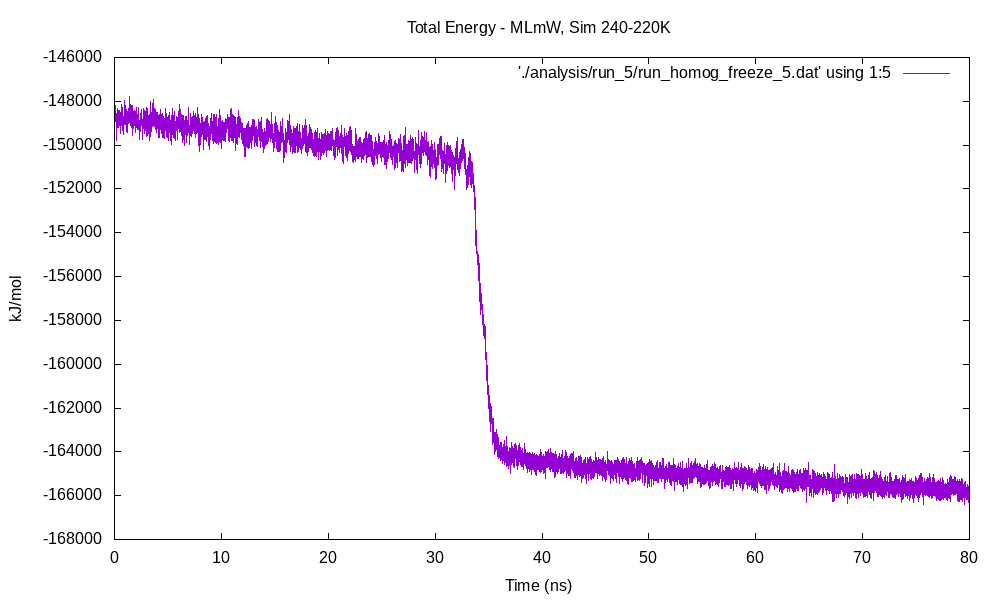 Total Energy - MLmW, Sim 240-220K
'./analysis/run_5/run_homog_freeze_5.dat' using 1:5
-146000
-148000
-150000
-152000
-154000
-156000
-158000
-160000
-162000
-164000
-166000
-168000
kJ/mol
0 10 20 30 40 50 60 70 80
Time (ns)